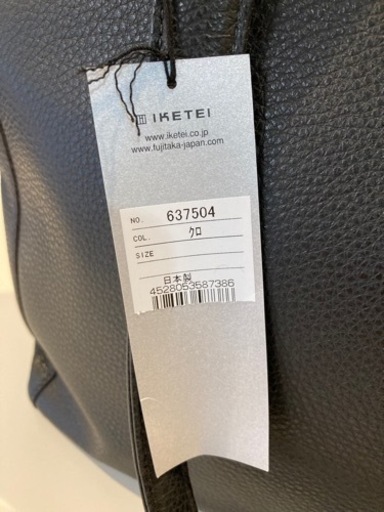 IKETEI
www.iketei.co.jp
www.fujitaka-japan.com
NO. 637504
COL. ｸﾛ
SIZE
日本製
4528053587386